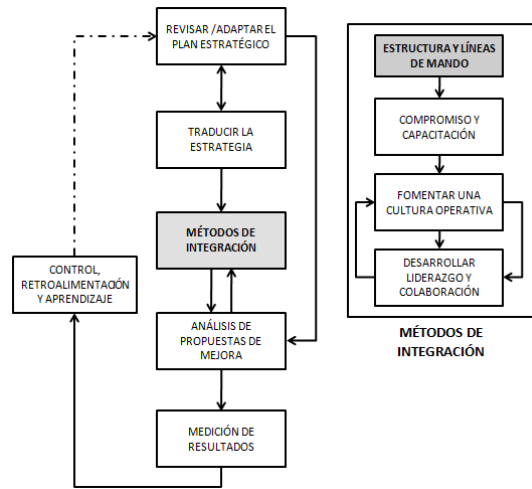 REVISAR /ADAPTAR EL
PLAN ESTRATÉGICO
TRADUCIR LA
ESTRATEGIA
MÉTODOS DE
INTEGRACIÓN
CONTROL,
RETROALIMENTACIÓN
Y APRENDIZAJE
ANÁLISIS DE
PROPUESTAS DE
MEJORA
MEDICIÓN DE
RESULTADOS
ESTRUCTURA Y LÍNEAS
DE MANDO
COMPROMISO Y
CAPACITACIÓN
FOMENTAR UNA
CULTURA OPERATIVA
DESARROLLAR
LIDERAZGO Y
COLABORACIÓN
MÉTODOS DE
INTEGRACIÓN